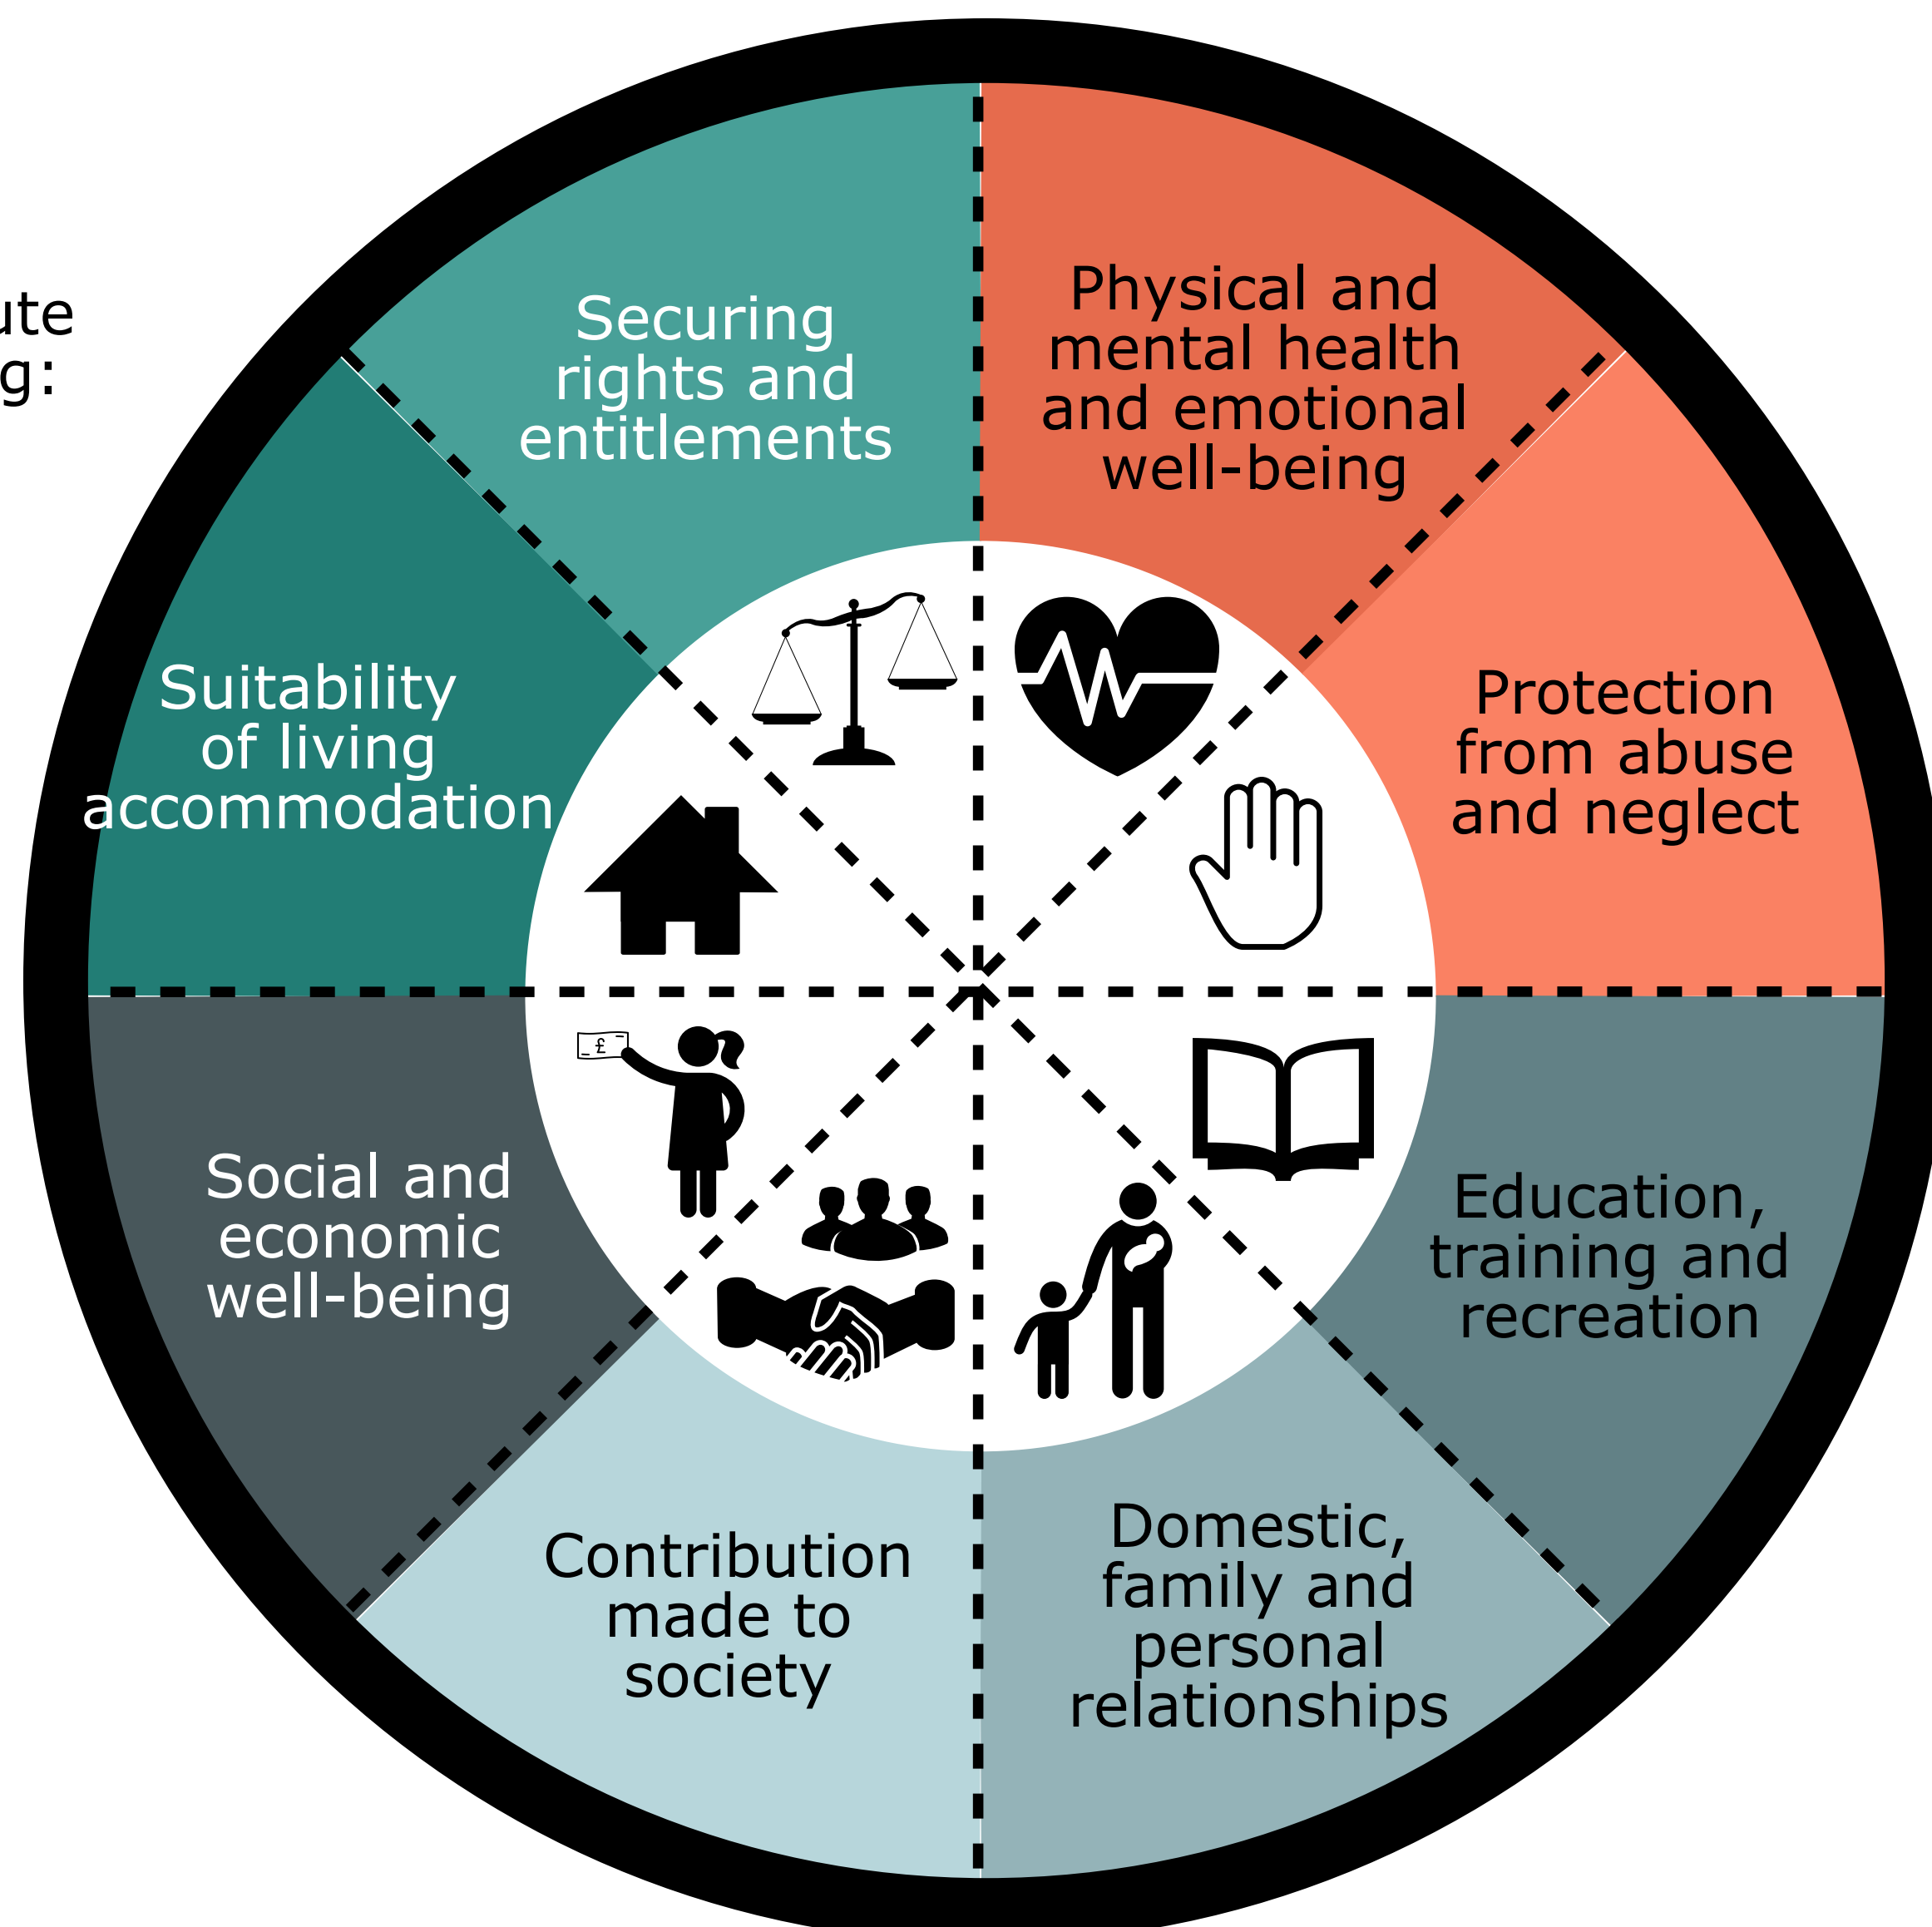 Securing
rights and
entitlements
Physical and
mental health
and emotional
well-being
Suitability
of living
accommodation
Protection
from abuse
and neglect
£
Social and
economic
well-being
Education,
training and
recreation
Contribution
made to
society
Domestic,
family and
personal
relationships